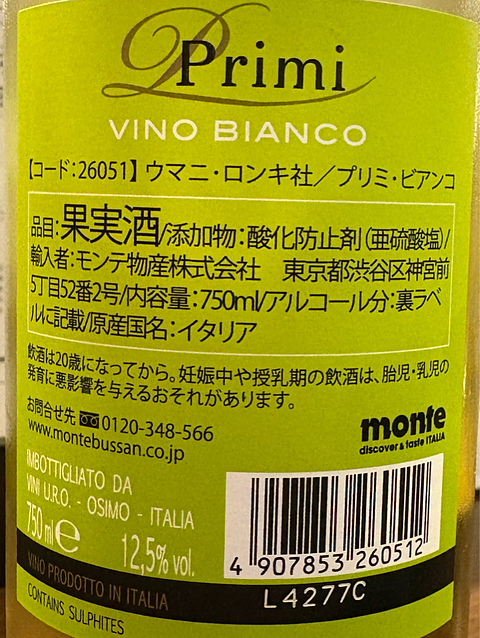 Primi
VINO BIANCO
【コード:26051】ウマニ・ロンキ社／プリミ・ビアンコ
品目:果実酒/添加物:酸化防止剤(亜硫酸塩)/
輸入者:モンテ物産株式会社 東京都渋谷区神宮前
5丁目52番2号/内容量:750ml/アルコール分:裏ラベ
ルに記載/原産国名:イタリア
飲酒は20歳になってから。妊娠中や授乳期の飲酒は、胎児・乳児の
発育に悪影響を与えるおそれがあります。
お問合せ先 0120-348-566
www.montebussan.co.jp
monte
discover & taste ITALIA
IMBOTTIGLIATO DA
VINI U.R.O. - OSIMO - ITALIA
750 ml e 12,5% vol.
4 907853 260512
VINO PRODOTTO IN ITALIA
L4277C
CONTAINS SULPHITES